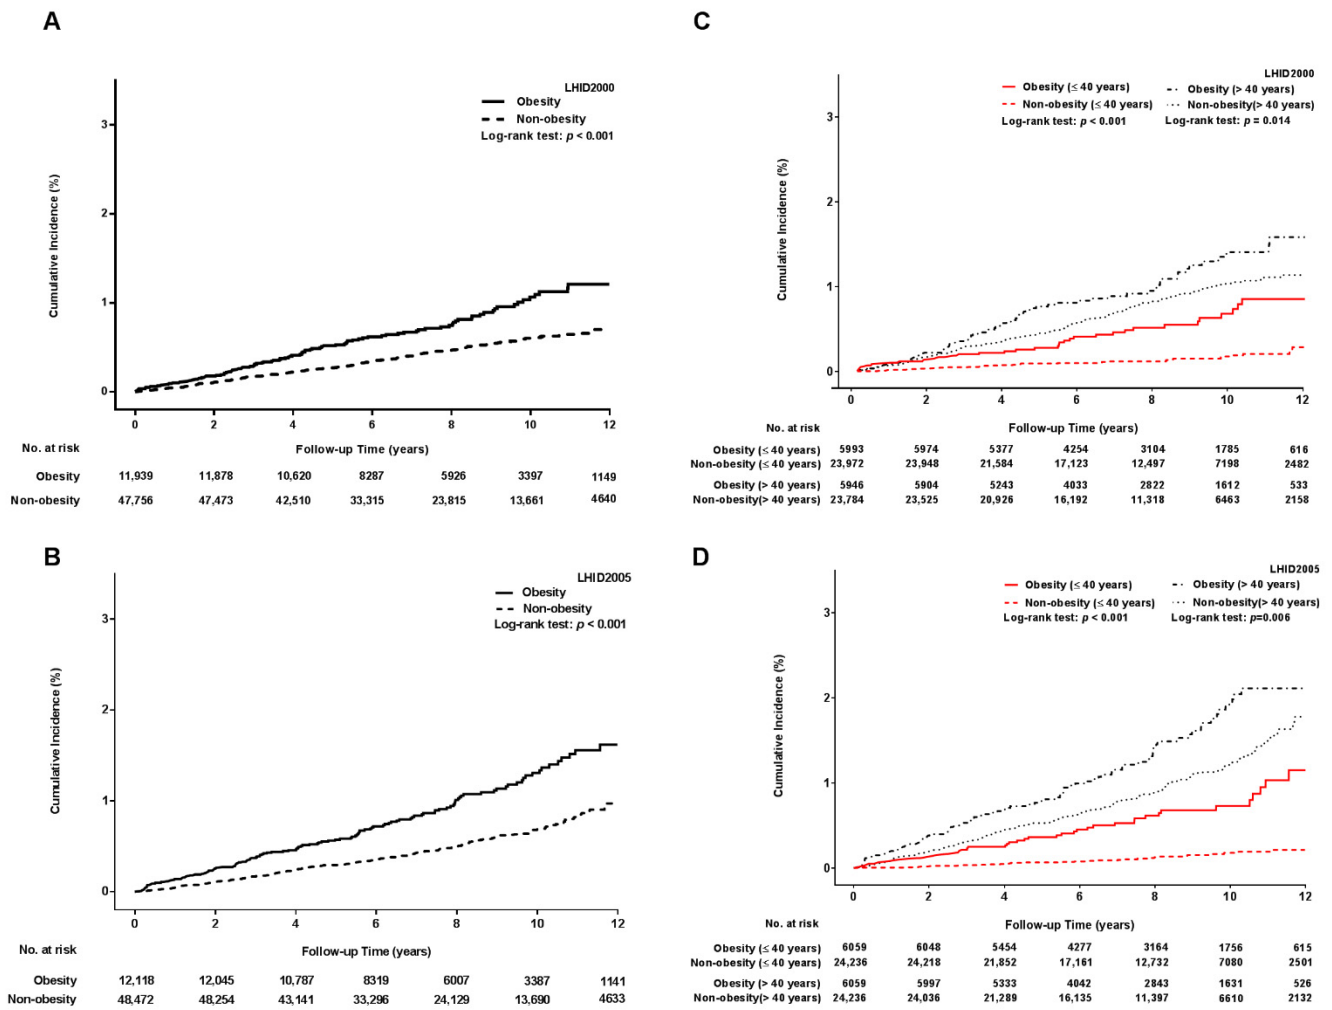 A
LHID2000
Obesity
Non-obesity
Log-rank test: p < 0.001
Cumulative Incidence (%)
3
2
1
0
0 2 4 6 8 10 12
No. at risk Follow-up Time (years)
Obesity 11,939 11,878 10,620 8287 5926 3397 1149
Non-obesity 47,756 47,473 42,510 33,315 23,815 13,661 4640
B
LHID2005
Obesity
Non-obesity
Log-rank test: p < 0.001
Cumulative Incidence (%)
3
2
1
0
0 2 4 6 8 10 12
No. at risk Follow-up Time (years)
Obesity 12,118 12,045 10,787 8319 6007 3387 1141
Non-obesity 48,472 48,254 43,141 33,296 24,129 13,690 4633
C
LHID2000
Obesity (≤ 40 years) Obesity (> 40 years)
Non-obesity (≤ 40 years) Non-obesity(> 40 years)
Log-rank test: p < 0.001 Log-rank test: p = 0.014
Cumulative Incidence (%)
3
2
1
0
0 2 4 6 8 10 12
No. at risk Follow-up Time (years)
Obesity (≤ 40 years) 5993 5974 5377 4254 3104 1785 616
Non-obesity (≤ 40 years) 23,972 23,948 21,584 17,123 12,497 7198 2482
Obesity (> 40 years) 5946 5904 5243 4033 2822 1612 533
Non-obesity(> 40 years) 23,784 23,525 20,926 16,192 11,318 6463 2158
D
LHID2005
Obesity (≤ 40 years) Obesity (> 40 years)
Non-obesity (≤ 40 years) Non-obesity(> 40 years)
Log-rank test: p < 0.001 Log-rank test: p=0.006
Cumulative Incidence (%)
3
2
1
0
0 2 4 6 8 10 12
No. at risk Follow-up Time (years)
Obesity (≤ 40 years) 6059 6048 5454 4277 3164 1756 615
Non-obesity (≤ 40 years) 24,236 24,218 21,852 17,161 12,732 7080 2501
Obesity (> 40 years) 6059 5997 5333 4042 2843 1631 526
Non-obesity(> 40 years) 24,236 24,036 21,289 16,135 11,397 6610 2132